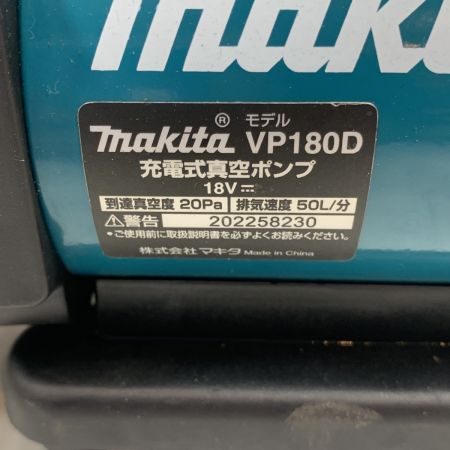 makita
® モデル
makita VP180D
充電式真空ポンプ
18V⎓
到達真空度 20Pa 排気速度 50L/分
⚠警告 202258230
・ご使用前に取扱説明書を必ずよくお読みください。
株式会社マキタ Made in China